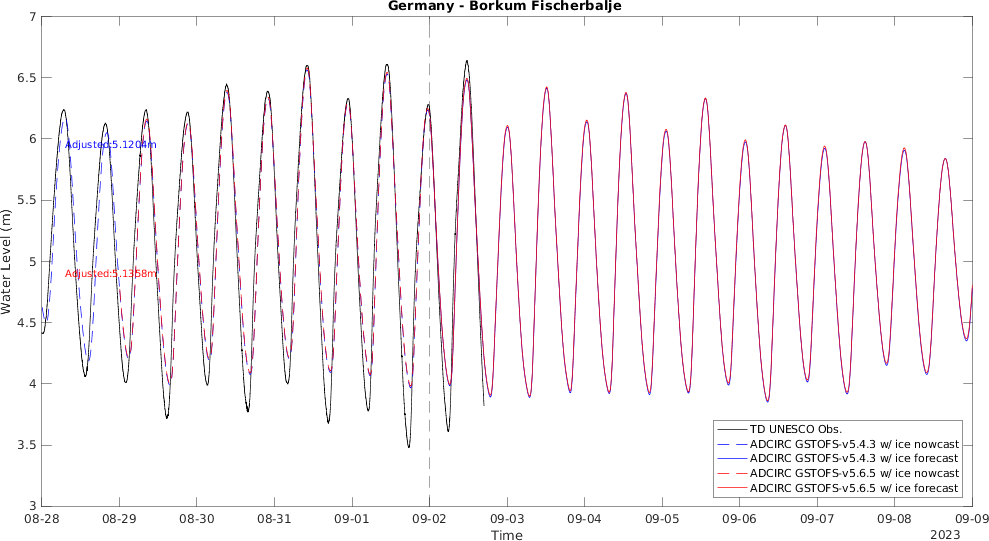 Germany - Borkum Fischerbalje
7
6.5
6
5.5
5
4.5
4
3.5
3
Water Level (m)
Adjusted:5.1204m
Adjusted:5.1358m
TD UNESCO Obs.
ADCIRC GSTOFS-v5.4.3 w/ ice nowcast
ADCIRC GSTOFS-v5.4.3 w/ ice forecast
ADCIRC GSTOFS-v5.6.5 w/ ice nowcast
ADCIRC GSTOFS-v5.6.5 w/ ice forecast
08-28 08-29 08-30 08-31 09-01 09-02 09-03 09-04 09-05 09-06 09-07 09-08 09-09
Time
2023